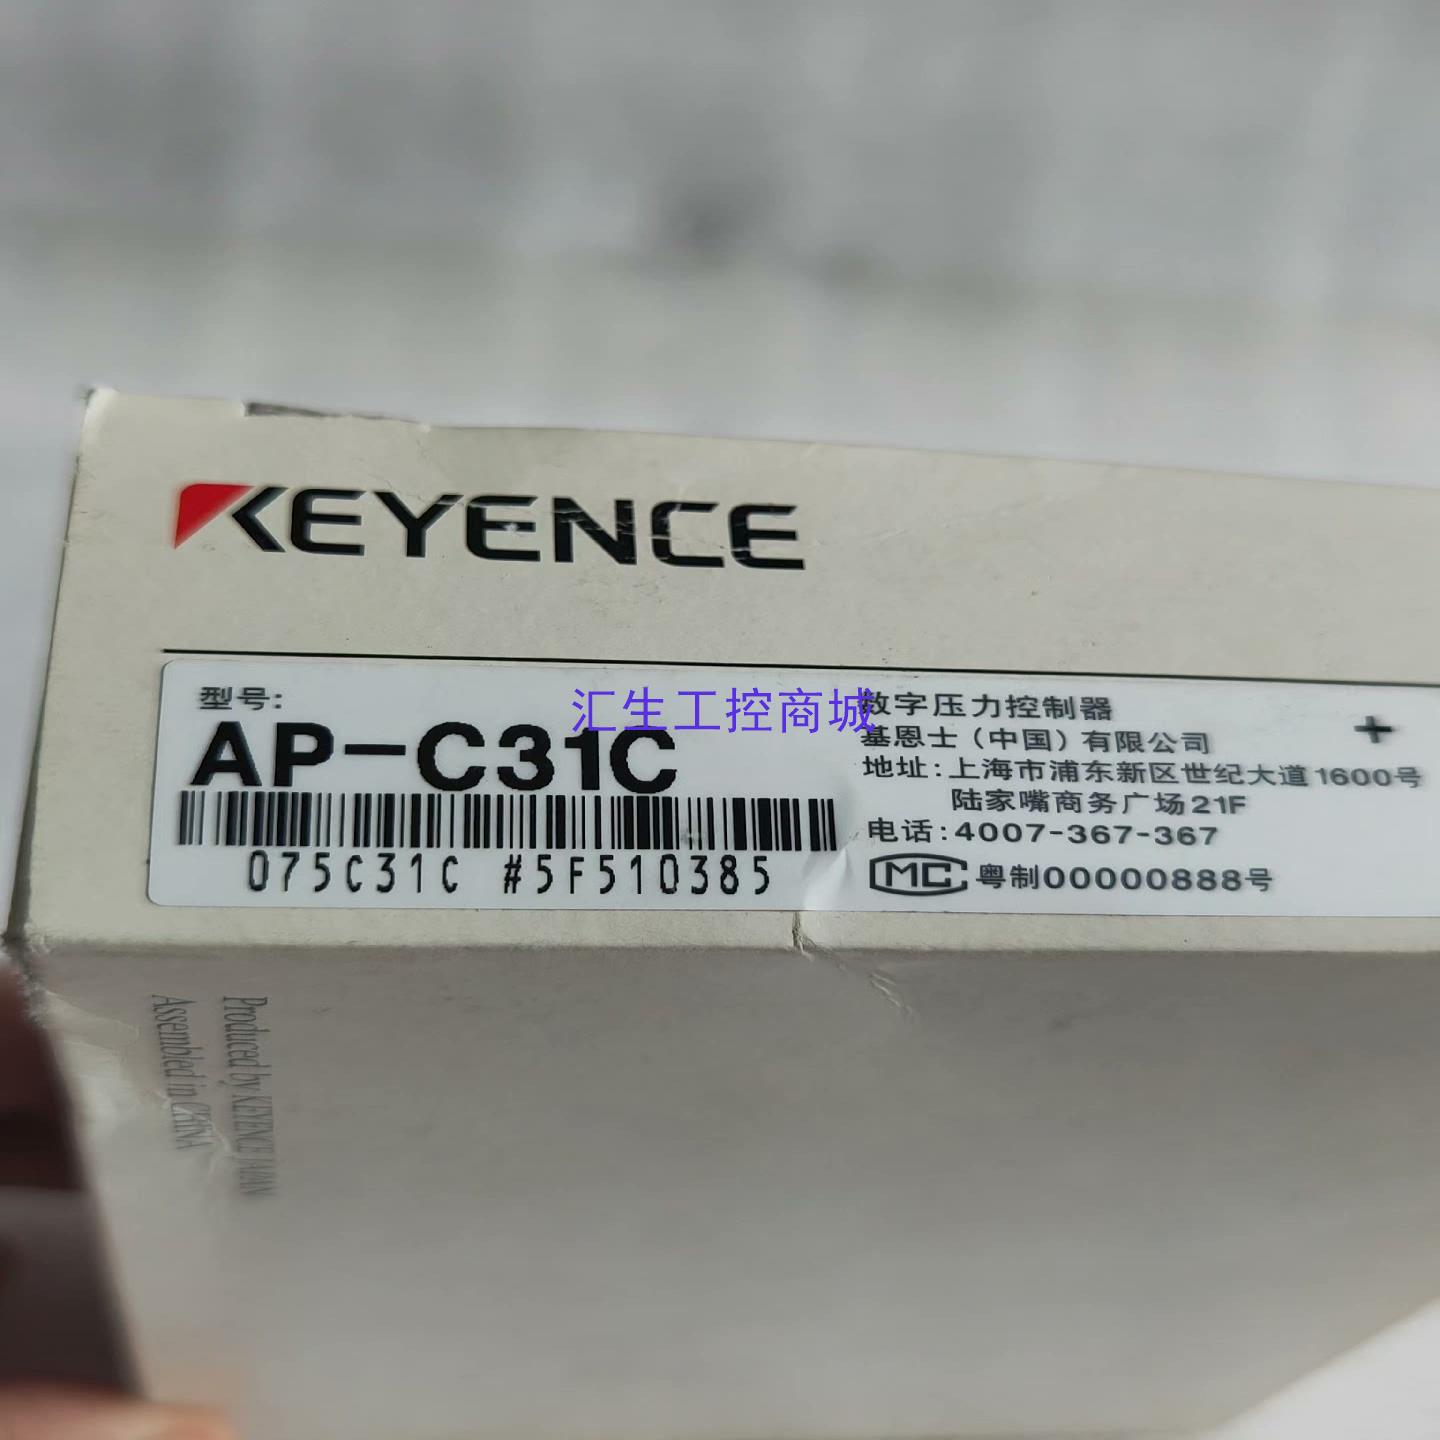 KEYENCE
型号:
AP-C31C
075C31C #5F510385
汇生工控商城
数字压力控制器
基恩士(中国)有限公司
地址:上海市浦东新区世纪大道1600号
陆家嘴商务广场21F
电话:4007-367-367
MC 粤制00000888号
+
Produced by KEYENCE JAPAN
Assembled in CHINA